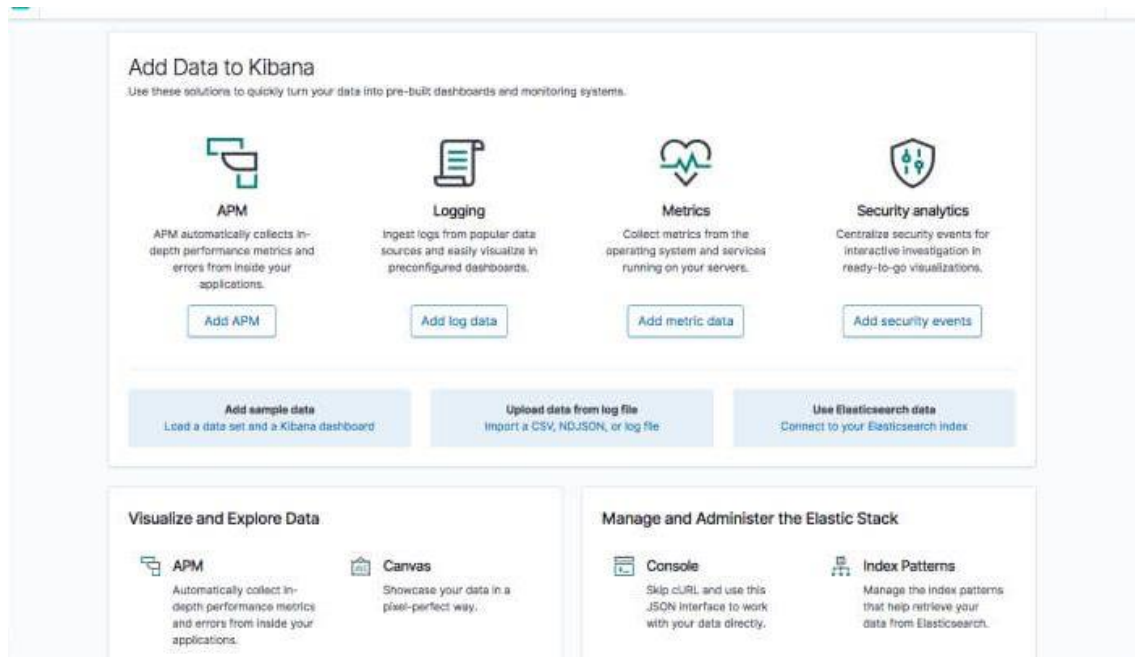 Add Data to Kibana
Use these solutions to quickly turn your data into pre-built dashboards and monitoring systems.
APM
APM automatically collects in-
depth performance metrics and
errors from inside your
applications.
Add APM
Logging
Ingest logs from popular data
sources and easily visualize in
preconfigured dashboards.
Add log data
Metrics
Collect metrics from the
operating system and services
running on your servers.
Add metric data
Security analytics
Centralize security events for
interactive investigation in
ready-to-go visualizations.
Add security events
Add sample data
Load a data set and a Kibana dashboard
Upload data from log file
Import a CSV, NDJSON, or log file
Use Elasticsearch data
Connect to your Elasticsearch index
Visualize and Explore Data
APM
Automatically collect in-
depth performance metrics
and errors from inside your
applications.
Canvas
Showcase your data in a
pixel-perfect way.
Manage and Administer the Elastic Stack
Console
Skip cURL and use this
JSON interface to work
with your data directly.
Index Patterns
Manage the index patterns
that help retrieve your
data from Elasticsearch.